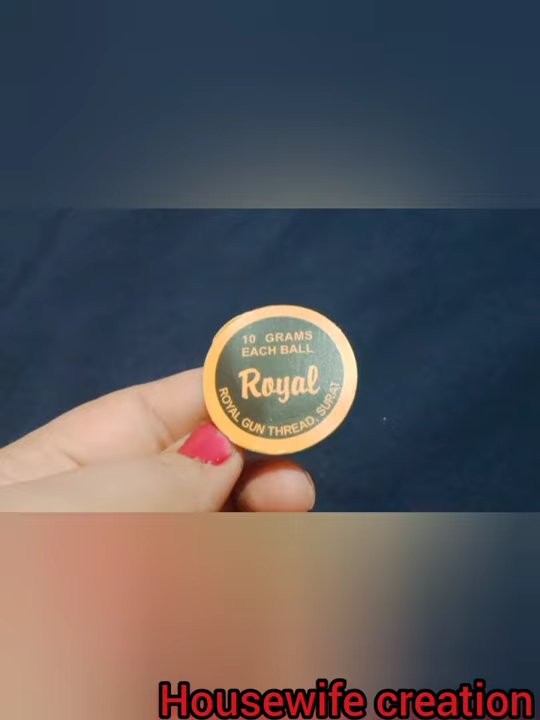 10 GRAMS
EACH BALL
Royal
ROYAL GUN THREAD, SURAT
Housewife creation